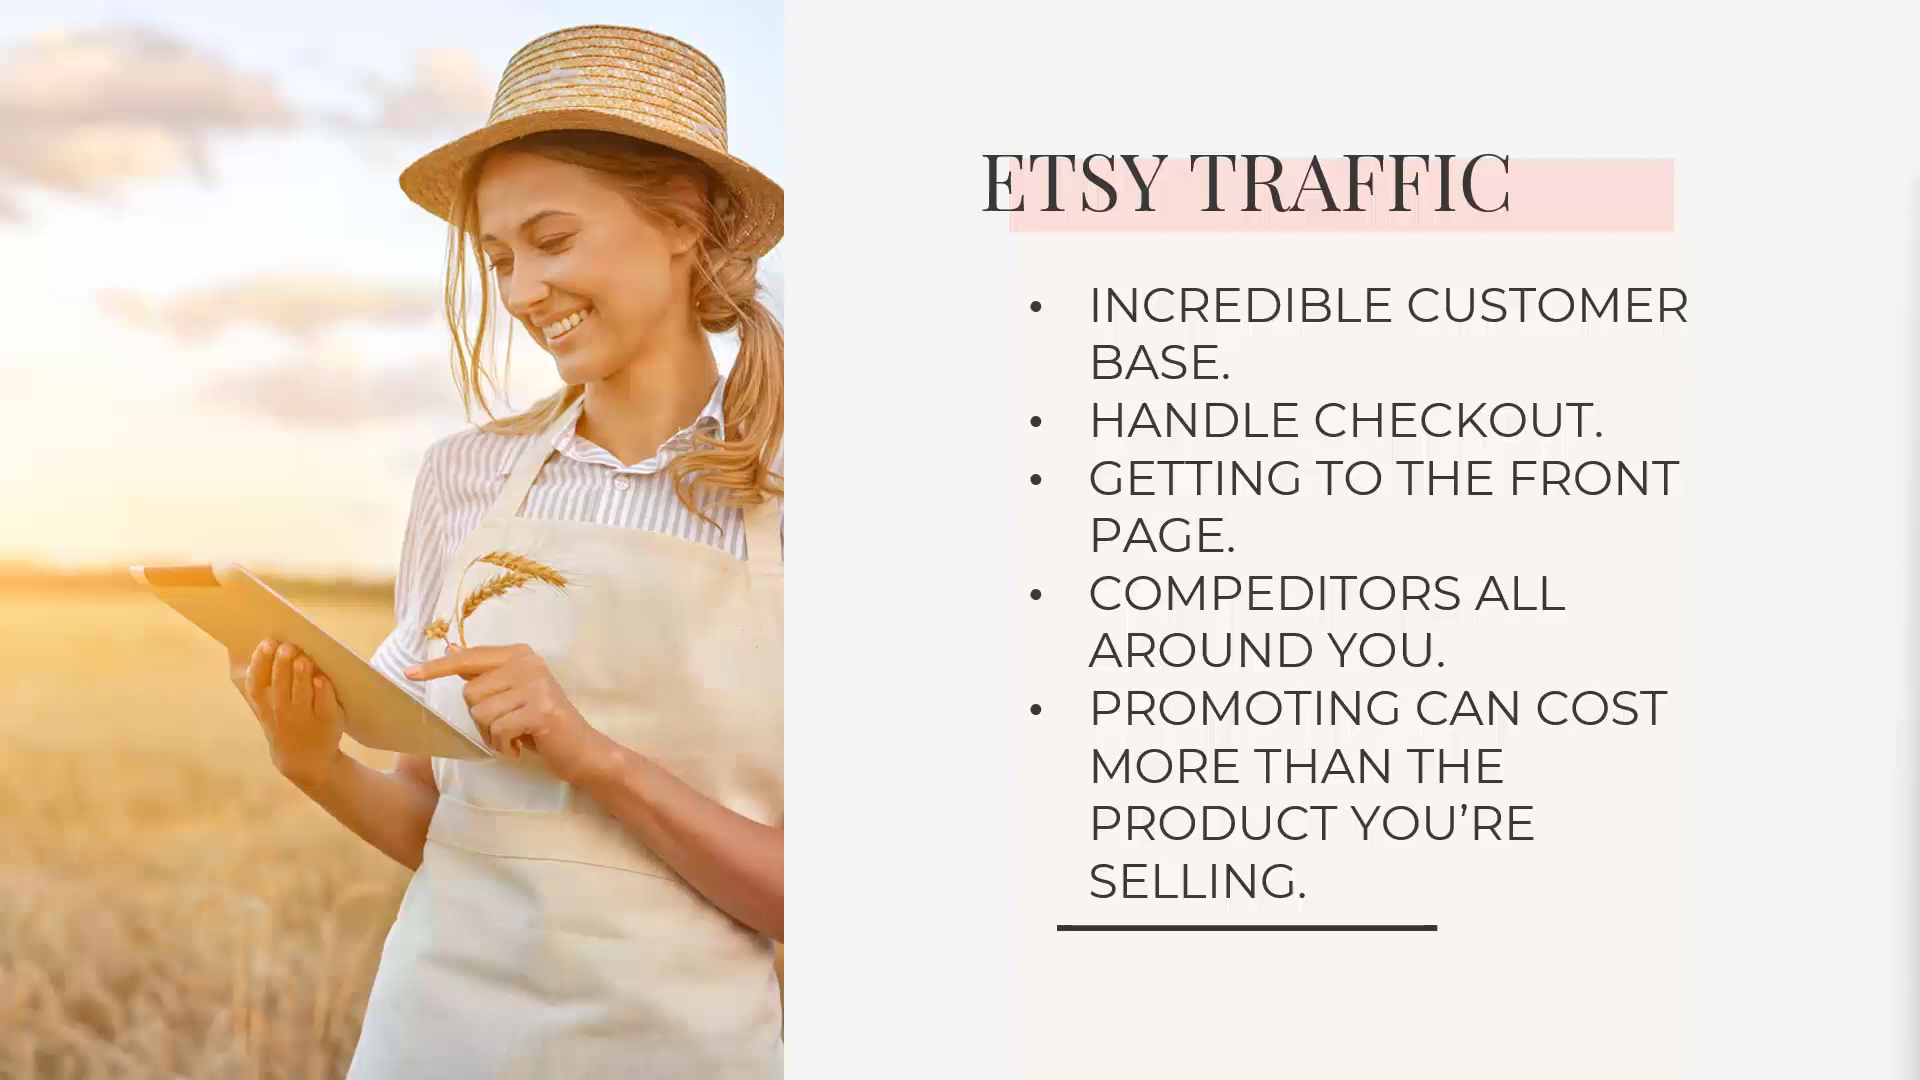 ETSY TRAFFIC
• INCREDIBLE CUSTOMER
BASE.
• HANDLE CHECKOUT.
• GETTING TO THE FRONT
PAGE.
• COMPEDITORS ALL
AROUND YOU.
• PROMOTING CAN COST
MORE THAN THE
PRODUCT YOU’RE
SELLING.